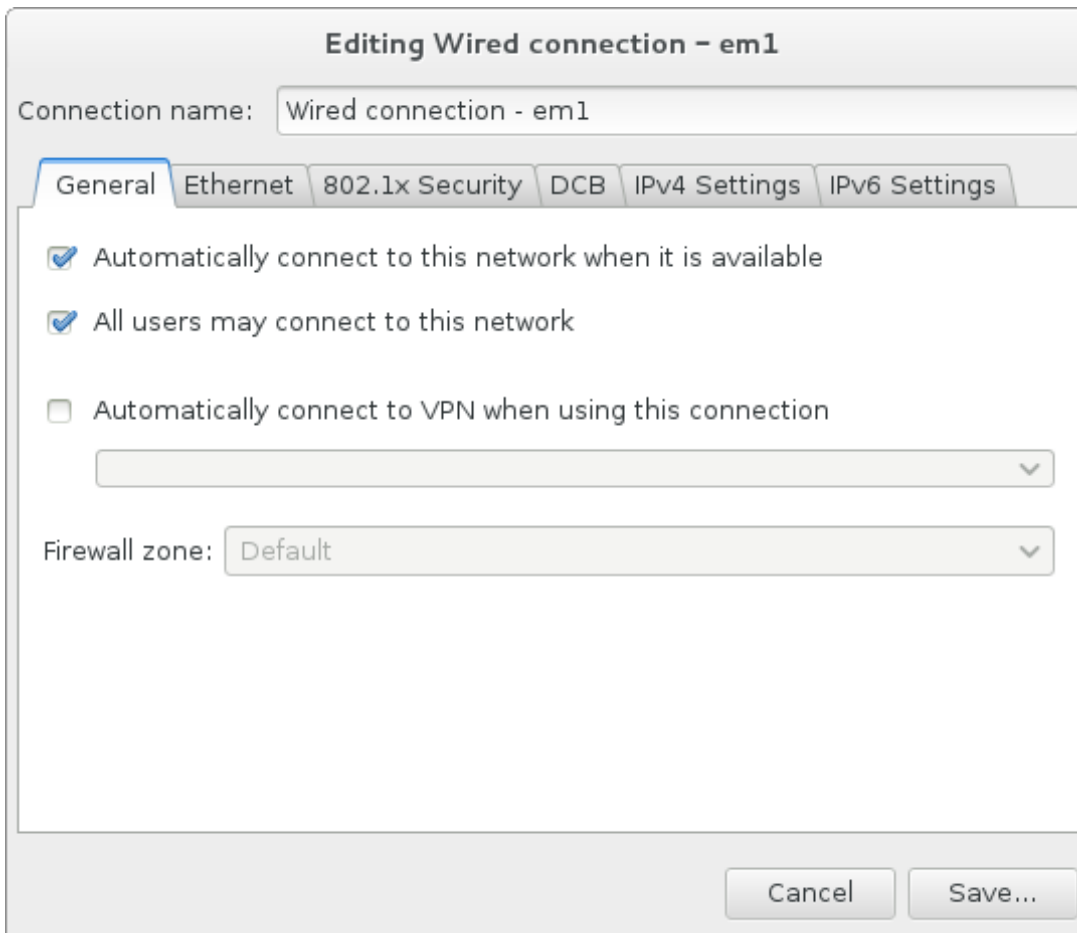 Editing Wired connection – em1
Connection name: Wired connection - em1
General Ethernet 802.1x Security DCB IPv4 Settings IPv6 Settings
Automatically connect to this network when it is available
All users may connect to this network
Automatically connect to VPN when using this connection
Firewall zone: Default
Cancel Save...